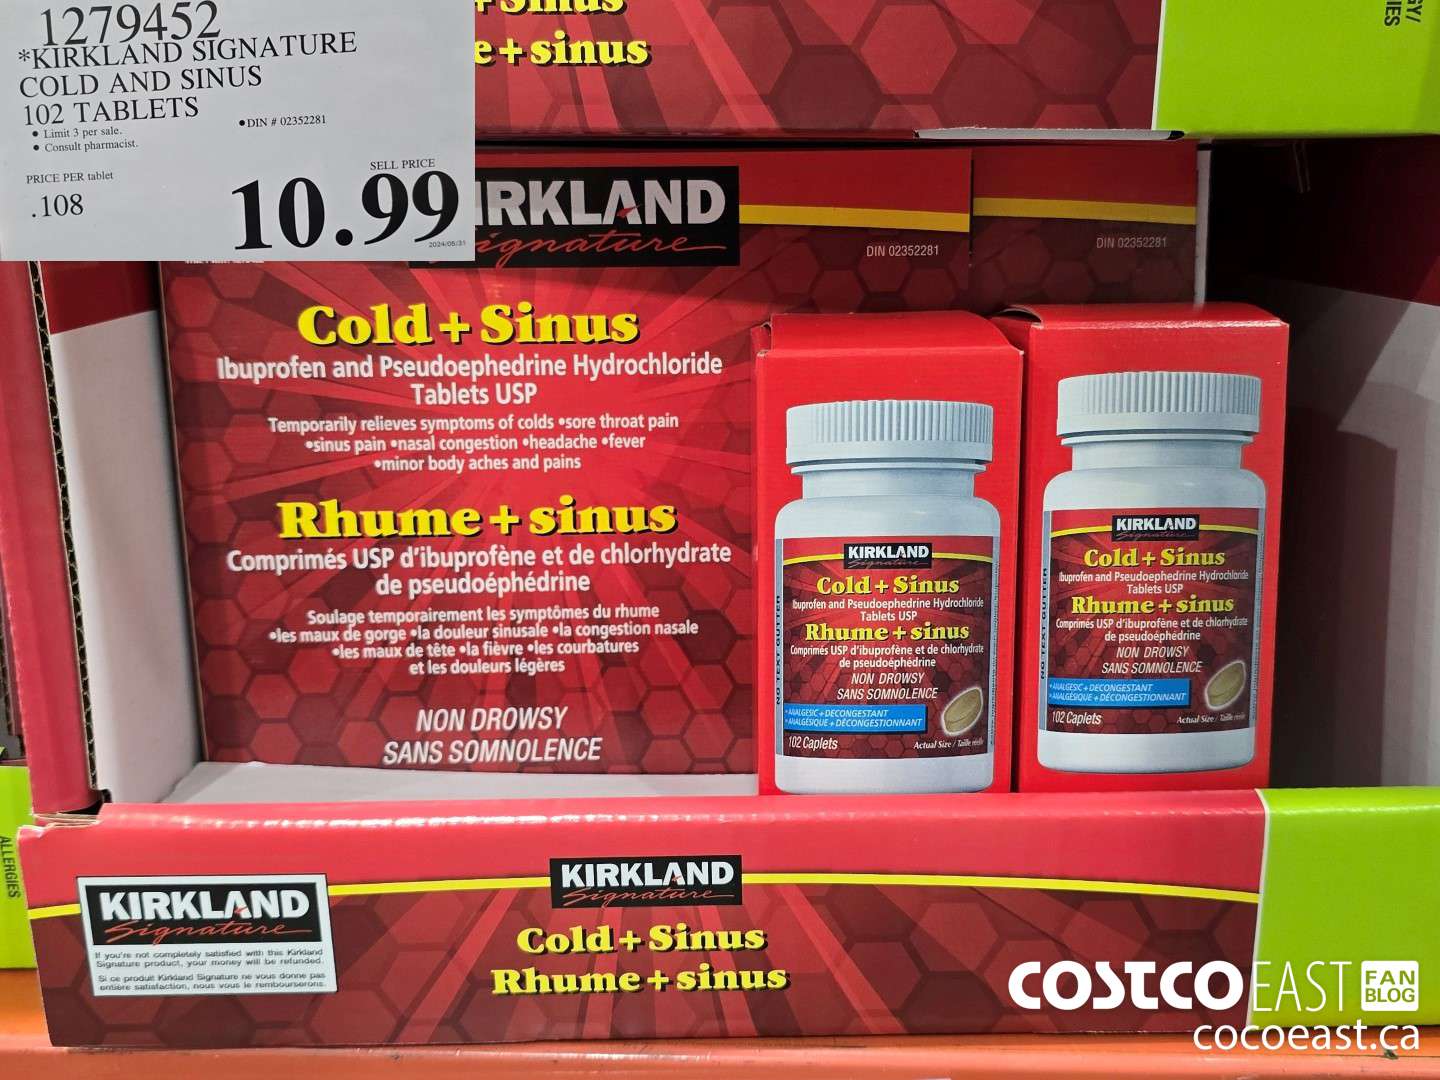 1279452
*KIRKLAND SIGNATURE
COLD AND SINUS
102 TABLETS
• Limit 3 per sale.
• Consult pharmacist.
•DIN # 02352281
PRICE PER tablet
.108
SELL PRICE
10.99
2024/05/31
+ sinus
GY/
IES
IRKLAND
Signature
DIN 02352281
DIN 02352281
Cold + Sinus
Ibuprofen and Pseudoephedrine Hydrochloride
Tablets USP
Temporarily relieves symptoms of colds •sore throat pain
•sinus pain •nasal congestion •headache •fever
•minor body aches and pains
Rhume + sinus
Comprimés USP d'ibuprofène et de chlorhydrate
de pseudoéphédrine
Soulage temporairement les symptômes du rhume
•les maux de gorge •la douleur sinusale •la congestion nasale
•les maux de tête •la fièvre •les courbatures
et les douleurs légères
NON DROWSY
SANS SOMNOLENCE
NO TEXT GUTTER
KIRKLAND
Signature
Cold + Sinus
Ibuprofen and Pseudoephedrine Hydrochloride
Tablets USP
Rhume + sinus
Comprimés USP d'ibuprofène et de chlorhydrate
de pseudoéphédrine
NON DROWSY
SANS SOMNOLENCE
• ANALGESIC + DECONGESTANT
• ANALGÉSIQUE + DÉCONGESTIONNANT
102 Caplets
Actual Size / Taille réelle
NO TEXT GUTTER
KIRKLAND
Signature
Cold + Sinus
Ibuprofen and Pseudoephedrine Hydrochloride
Tablets USP
Rhume + sinus
Comprimés USP d'ibuprofène et de chlorhydrate
de pseudoéphédrine
NON DROWSY
SANS SOMNOLENCE
• ANALGESIC + DECONGESTANT
• ANALGÉSIQUE + DÉCONGESTIONNANT
102 Caplets
Actual Size / Taille réelle
ALLERGIES
KIRKLAND
Signature
If you're not completely satisfied with this Kirkland
Signature product, your money will be refunded.
Si ce produit Kirkland Signature ne vous donne pas
entière satisfaction, nous vous le rembourserons.
KIRKLAND
Signature
Cold + Sinus
Rhume + sinus
COSTCO EAST FAN
BLOG
cocoeast.ca